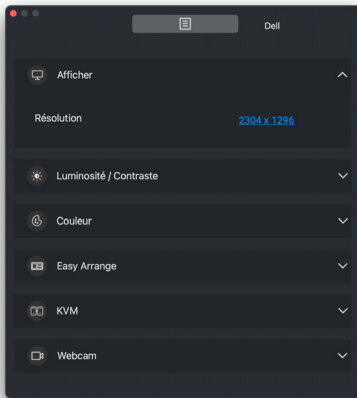 Dell
Afficher
Résolution
2304 x 1296
Luminosité / Contraste
Couleur
Easy Arrange
KVM
Webcam